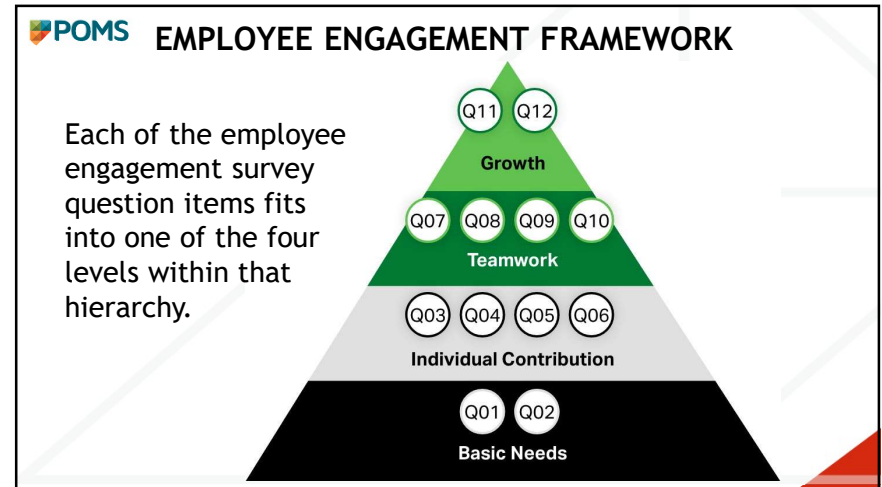 POMS
EMPLOYEE ENGAGEMENT FRAMEWORK
Each of the employee
engagement survey
question items fits
into one of the four
levels within that
hierarchy.
Q11 Q12
Growth
Q07 Q08 Q09 Q10
Teamwork
Q03 Q04 Q05 Q06
Individual Contribution
Q01 Q02
Basic Needs